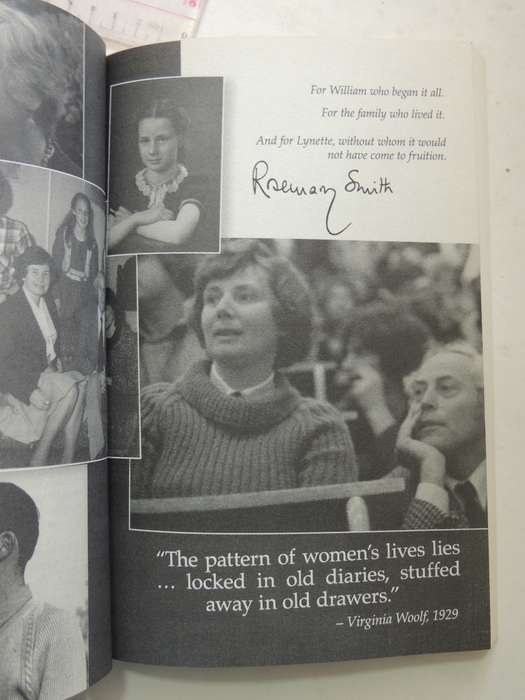 For William who began it all.
For the family who lived it.
And for Lynette, without whom it would
not have come to fruition.
Rosemary Smith
“The pattern of women’s lives lies
... locked in old diaries, stuffed
away in old drawers.”
– Virginia Woolf, 1929